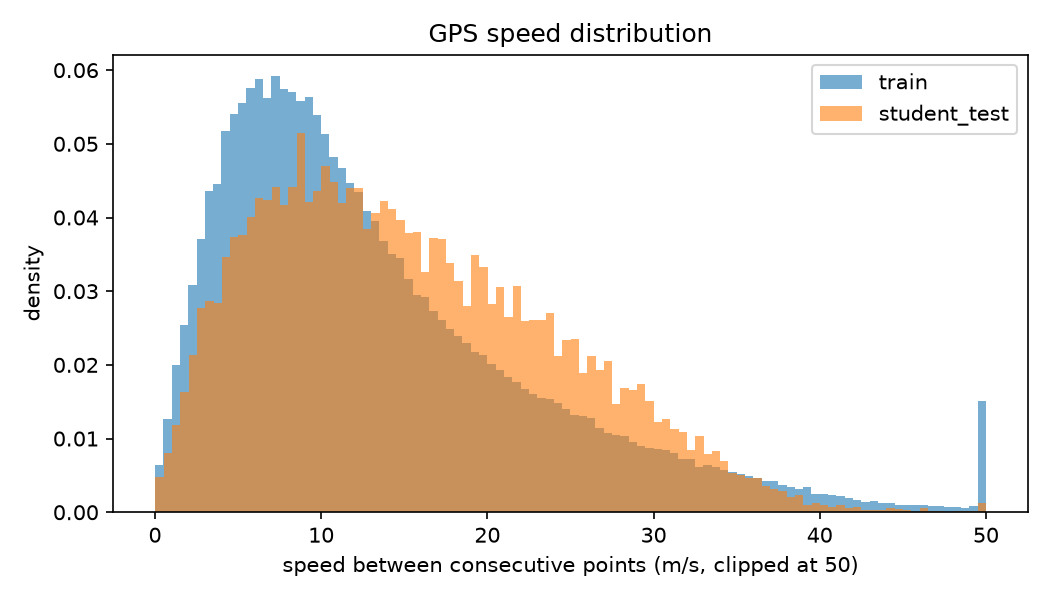 GPS speed distribution
train
student_test
density
0.06
0.05
0.04
0.03
0.02
0.01
0.00
0 10 20 30 40 50
speed between consecutive points (m/s, clipped at 50)